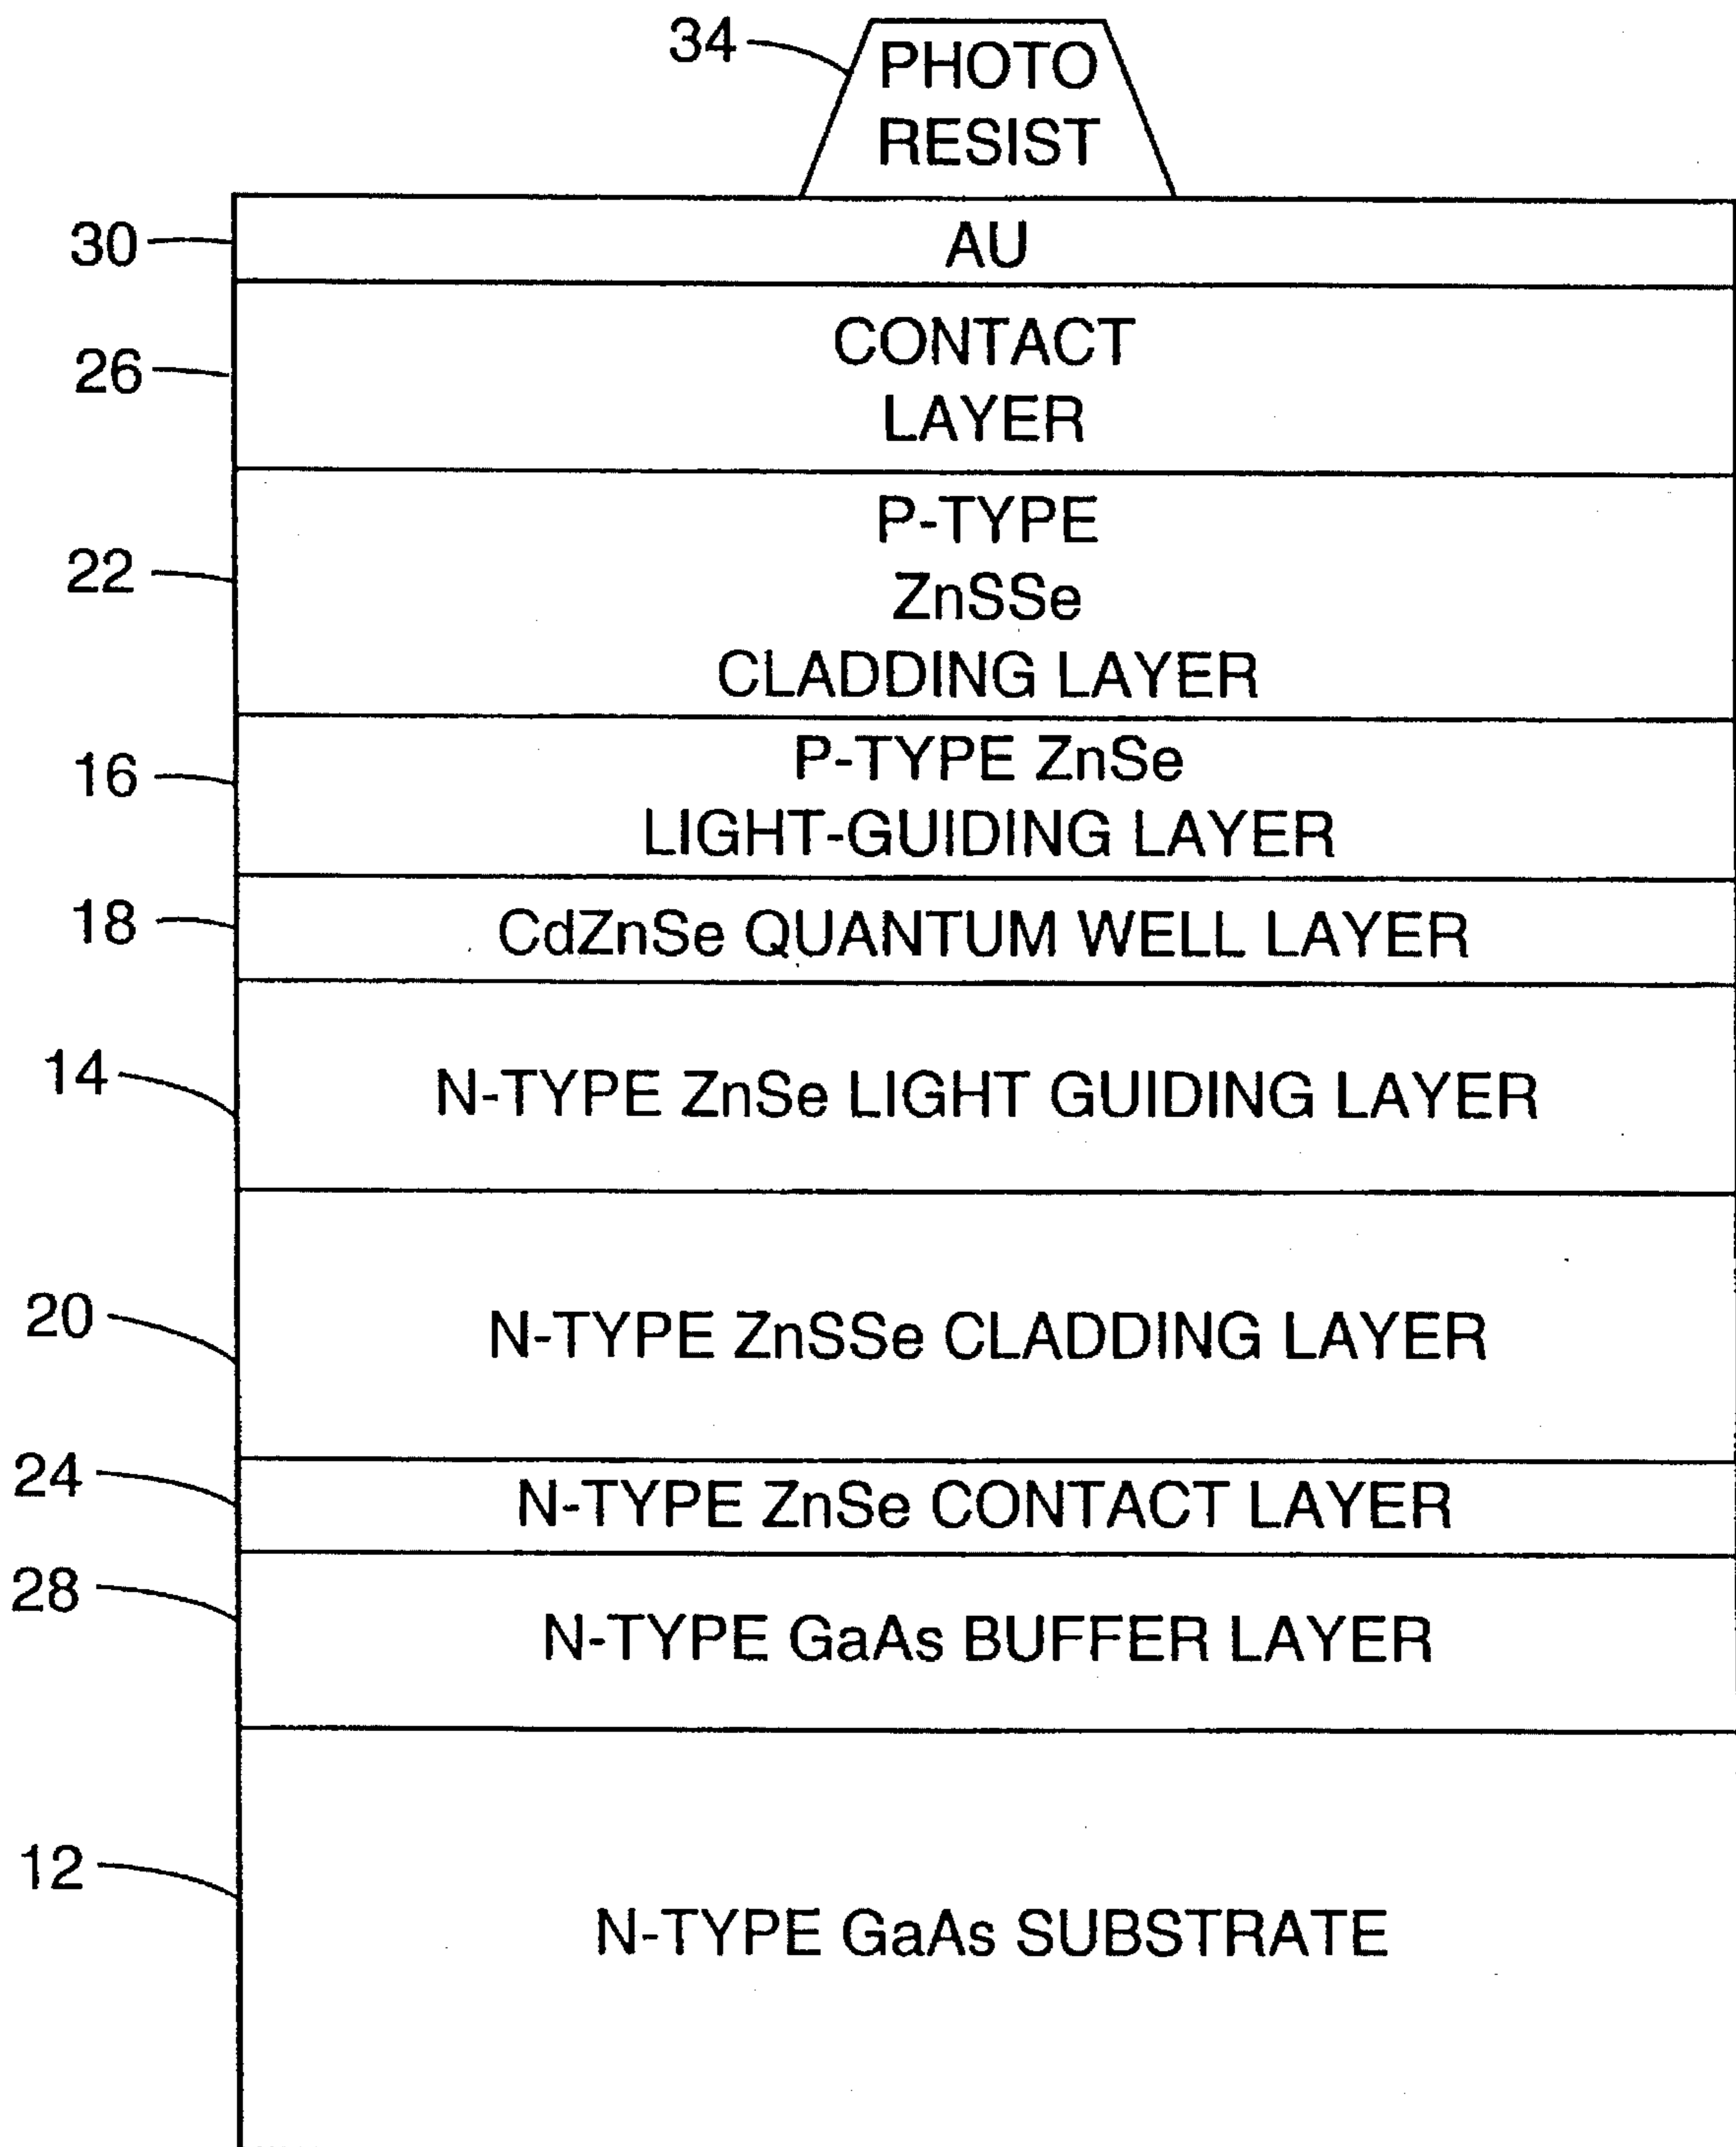 34
PHOTO
RESIST
30
AU
26
CONTACT
LAYER
22
P-TYPE
ZnSSe
CLADDING LAYER
16
P-TYPE ZnSe
LIGHT-GUIDING LAYER
18
CdZnSe QUANTUM WELL LAYER
14
N-TYPE ZnSe LIGHT GUIDING LAYER
20
N-TYPE ZnSSe CLADDING LAYER
24
N-TYPE ZnSe CONTACT LAYER
28
N-TYPE GaAs BUFFER LAYER
12
N-TYPE GaAs SUBSTRATE